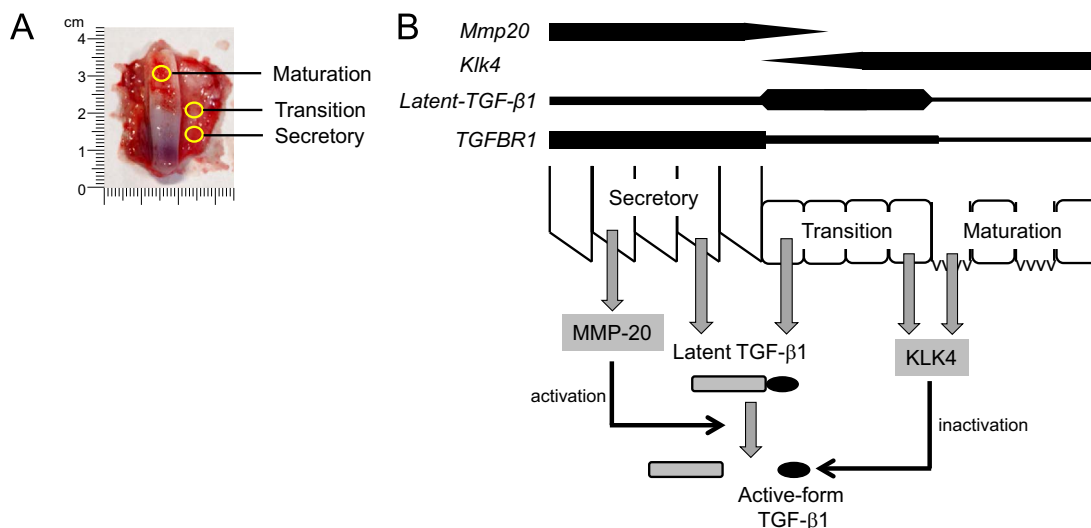 A
cm
4
3
2
1
0
Maturation
Transition
Secretory
B
Mmp20
Klk4
Latent-TGF-β1
TGFBR1
Secretory
Transition
Maturation
MMP-20
Latent TGF-β1
KLK4
activation
inactivation
Active-form
TGF-β1